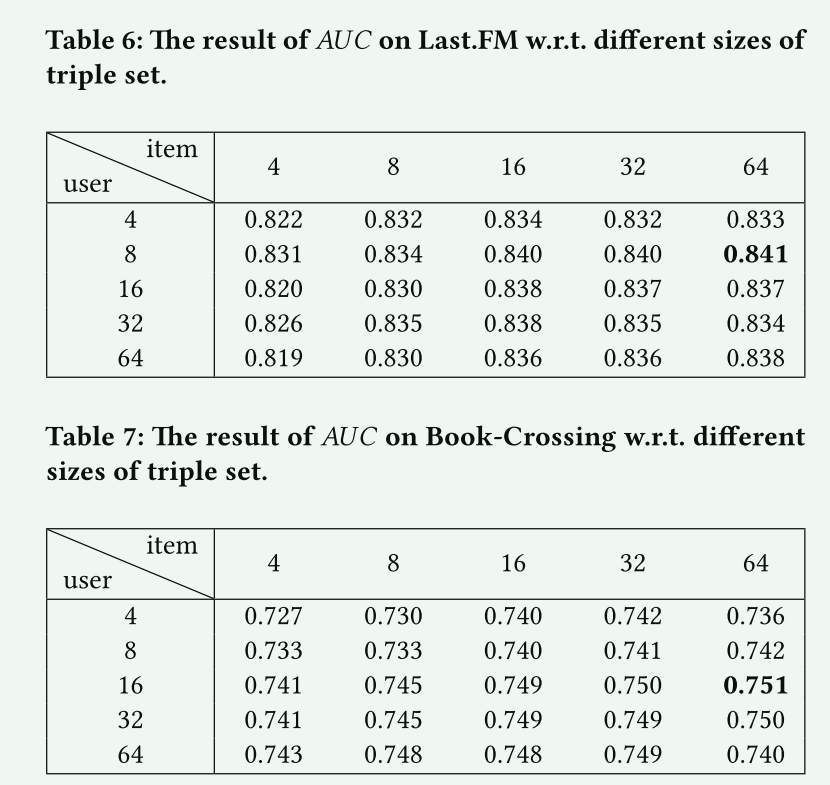 Table 6: The result of AUC on Last.FM w.r.t. different sizes of
triple set.
item
user
4 8 16 32 64
4 0.822 0.832 0.834 0.832 0.833
8 0.831 0.834 0.840 0.840 0.841
16 0.820 0.830 0.838 0.837 0.837
32 0.826 0.835 0.838 0.835 0.834
64 0.819 0.830 0.836 0.836 0.838
Table 7: The result of AUC on Book-Crossing w.r.t. different
sizes of triple set.
item
user
4 8 16 32 64
4 0.727 0.730 0.740 0.742 0.736
8 0.733 0.733 0.740 0.741 0.742
16 0.741 0.745 0.749 0.750 0.751
32 0.741 0.745 0.749 0.749 0.750
64 0.743 0.748 0.748 0.749 0.740